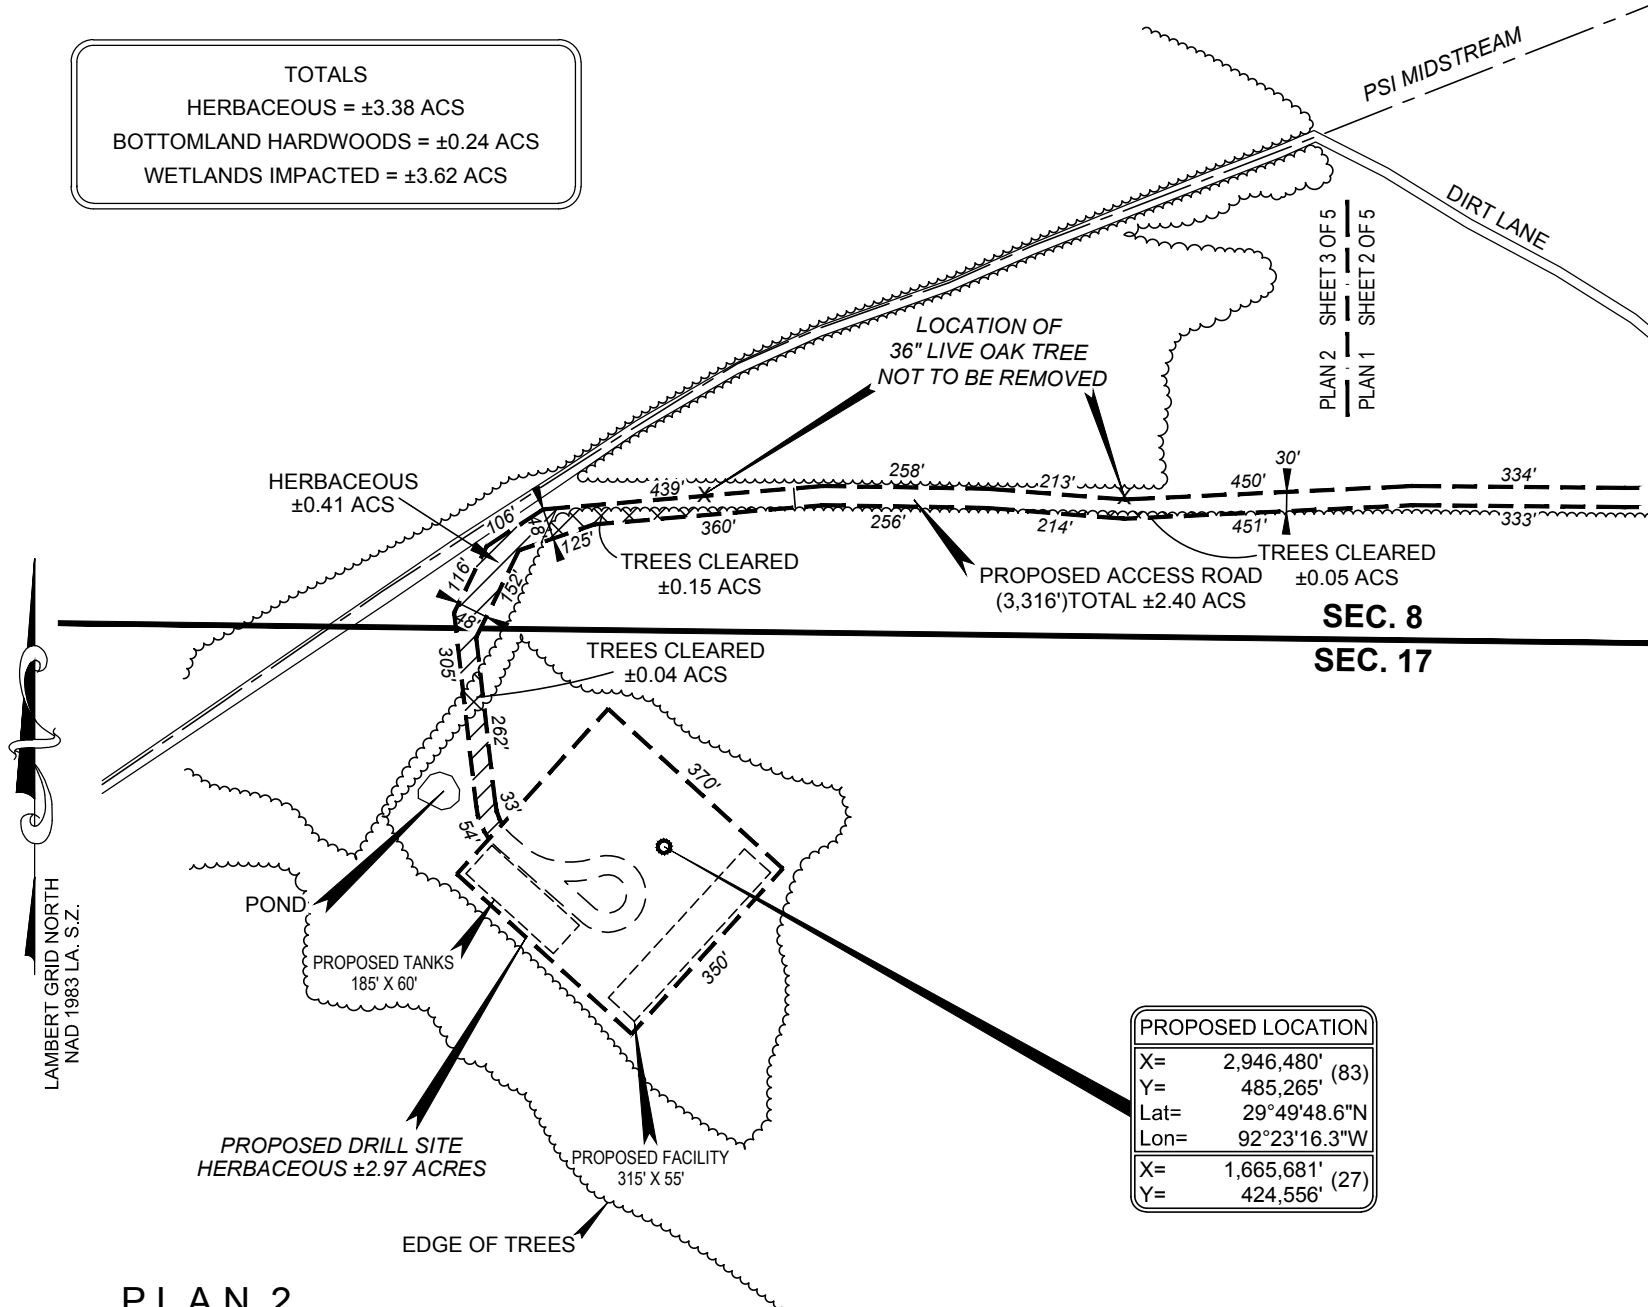 TOTALS
HERBACEOUS = ±3.38 ACS
BOTTOMLAND HARDWOODS = ±0.24 ACS
WETLANDS IMPACTED = ±3.62 ACS
PSI MIDSTREAM
DIRT LANE
PLAN 2 SHEET 3 OF 5
PLAN 1 SHEET 2 OF 5
LOCATION OF
36" LIVE OAK TREE
NOT TO BE REMOVED
HERBACEOUS
±0.41 ACS
106'
48'
439'
258'
213'
450'
30'
334'
116'
152'
125'
360'
256'
214'
451'
333'
TREES CLEARED
±0.15 ACS
PROPOSED ACCESS ROAD
(3,316')TOTAL ±2.40 ACS
TREES CLEARED
±0.05 ACS
48'
SEC. 8
SEC. 17
305'
TREES CLEARED
±0.04 ACS
262'
33'
54'
370'
350'
POND
PROPOSED TANKS
185' X 60'
LAMBERT GRID NORTH
NAD 1983 LA. S.Z.
PROPOSED DRILL SITE
HERBACEOUS ±2.97 ACRES
PROPOSED FACILITY
315' X 55'
EDGE OF TREES
PROPOSED LOCATION
X= 2,946,480' (83)
Y= 485,265'
Lat= 29°49'48.6"N
Lon= 92°23'16.3"W
X= 1,665,681' (27)
Y= 424,556'
PLAN 2